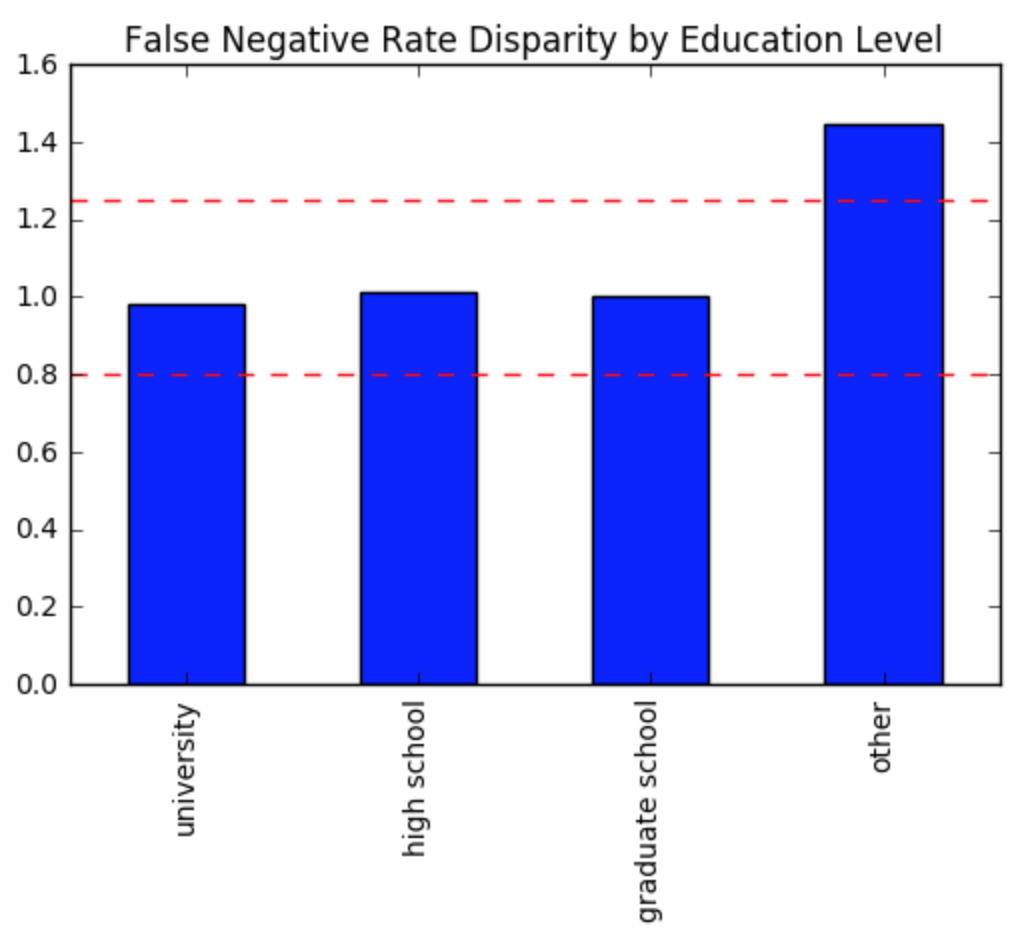 False Negative Rate Disparity by Education Level
1.6
1.4
1.2
1.0
0.8
0.6
0.4
0.2
0.0
university
high school
graduate school
other